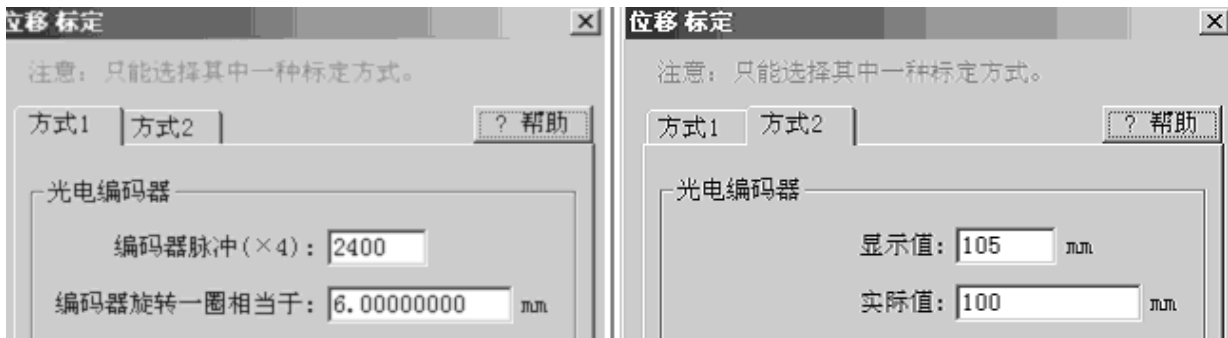 位移 标定
注意: 只能选择其中一种标定方式。
方式1 方式2 ? 帮助
光电编码器
编码器脉冲(×4): 2400
编码器旋转一圈相当于: 6.00000000 mm
位移 标定
注意: 只能选择其中一种标定方式。
方式1 方式2 ? 帮助
光电编码器
显示值: 105 mm
实际值: 100 mm